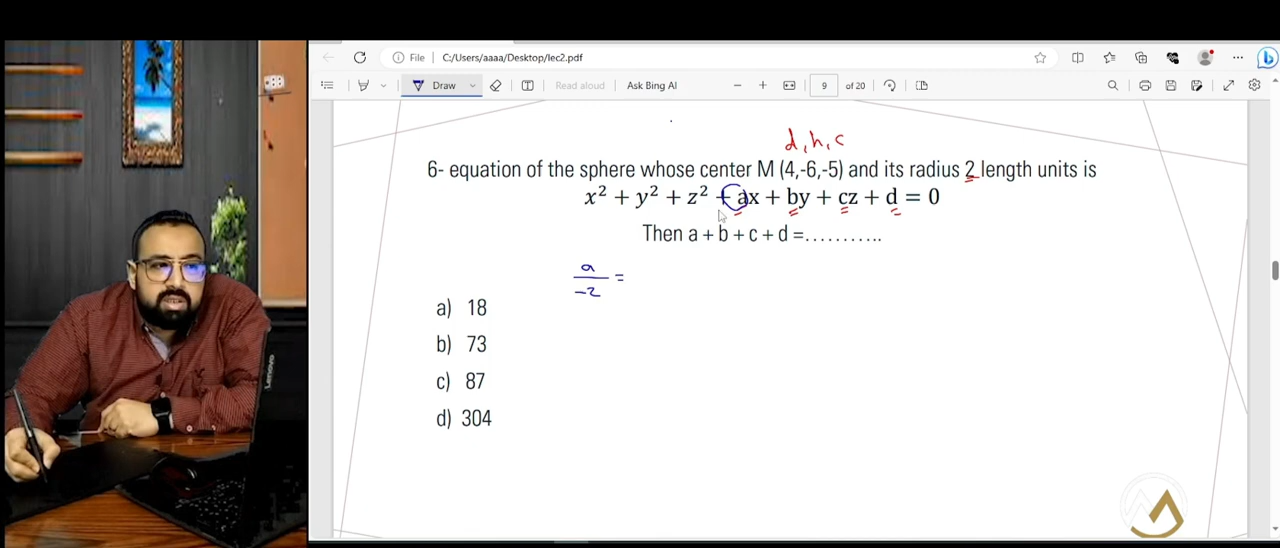 File C:/Users/aaaa/Desktop/lec2.pdf
Draw Read aloud Ask Bing AI 9 of 20
d, h, c
6- equation of the sphere whose center M (4,-6,-5) and its radius 2 length units is
x² + y² + z² + ax + by + cz + d = 0
Then a + b + c + d =...........
a/-2 =
a) 18
b) 73
c) 87
d) 304
Lenovo